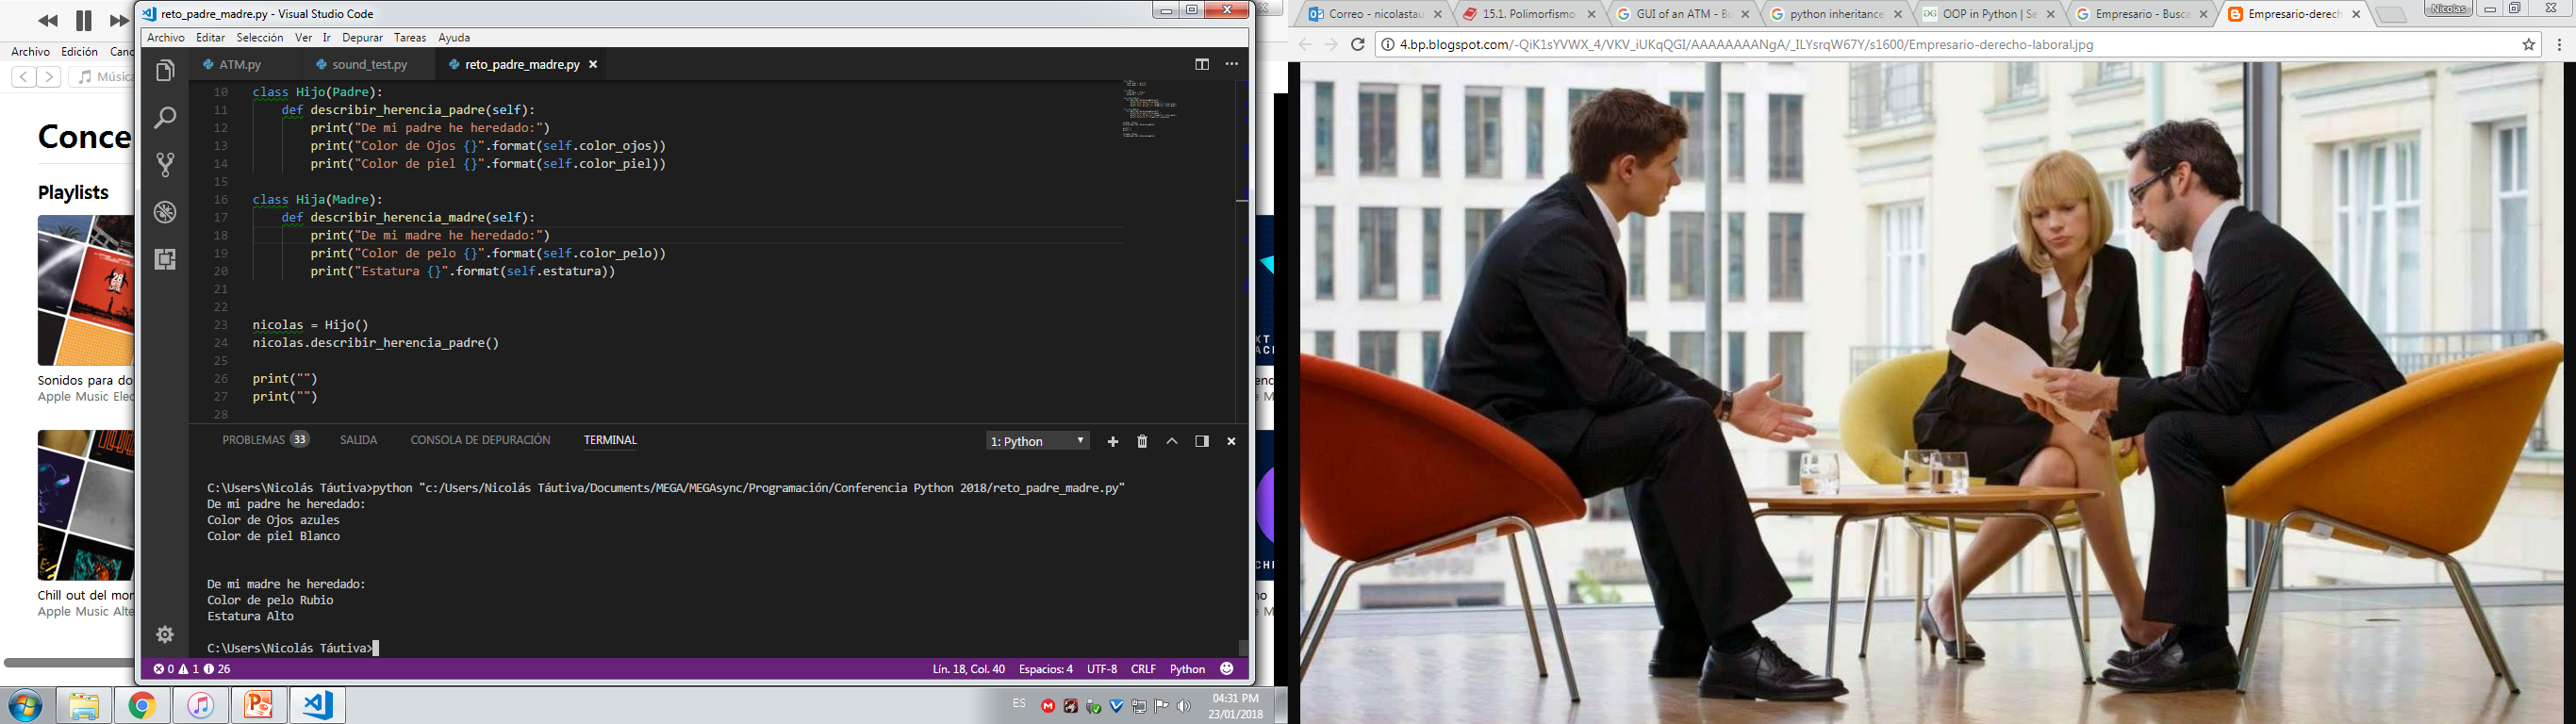 Archivo Edición Canc
Música
Conce
Playlists
Sonidos para do
Apple Music Elec
Chill out del mor
Apple Music Alte
reto_padre_madre.py - Visual Studio Code
Archivo Editar Selección Ver Ir Depurar Tareas Ayuda
ATM.py sound_test.py reto_padre_madre.py
10 class Hijo(Padre):
11 def describir_herencia_padre(self):
12 print("De mi padre he heredado:")
13 print("Color de Ojos {}".format(self.color_ojos))
14 print("Color de piel {}".format(self.color_piel))
15
16 class Hija(Madre):
17 def describir_herencia_madre(self):
18 print("De mi madre he heredado:")
19 print("Color de pelo {}".format(self.color_pelo))
20 print("Estatura {}".format(self.estatura))
21
22
23 nicolas = Hijo()
24 nicolas.describir_herencia_padre()
25
26 print("")
27 print("")
28
PROBLEMAS 33 SALIDA CONSOLA DE DEPURACIÓN TERMINAL 1: Python
C:\Users\Nicolás Táutiva>python "c:/Users/Nicolás Táutiva/Documents/MEGA/MEGAsync/Programación/Conferencia Python 2018/reto_padre_madre.py"
De mi padre he heredado:
Color de Ojos azules
Color de piel Blanco
De mi madre he heredado:
Color de pelo Rubio
Estatura Alto
C:\Users\Nicolás Táutiva>
0 1 26 Lín. 18, Col. 40 Espacios: 4 UTF-8 CRLF Python
ES 04:31 PM
23/01/2018
Correo - nicolastau 15.1. Polimorfismo GUI of an ATM - Bu python inheritance OOP in Python | Se Empresario - Busca Empresario-derech Nicolas
4.bp.blogspot.com/-QiK1sYVWX_4/VKV_iUKqQGI/AAAAAAAANgA/_ILYsrqW67Y/s1600/Empresario-derecho-laboral.jpg